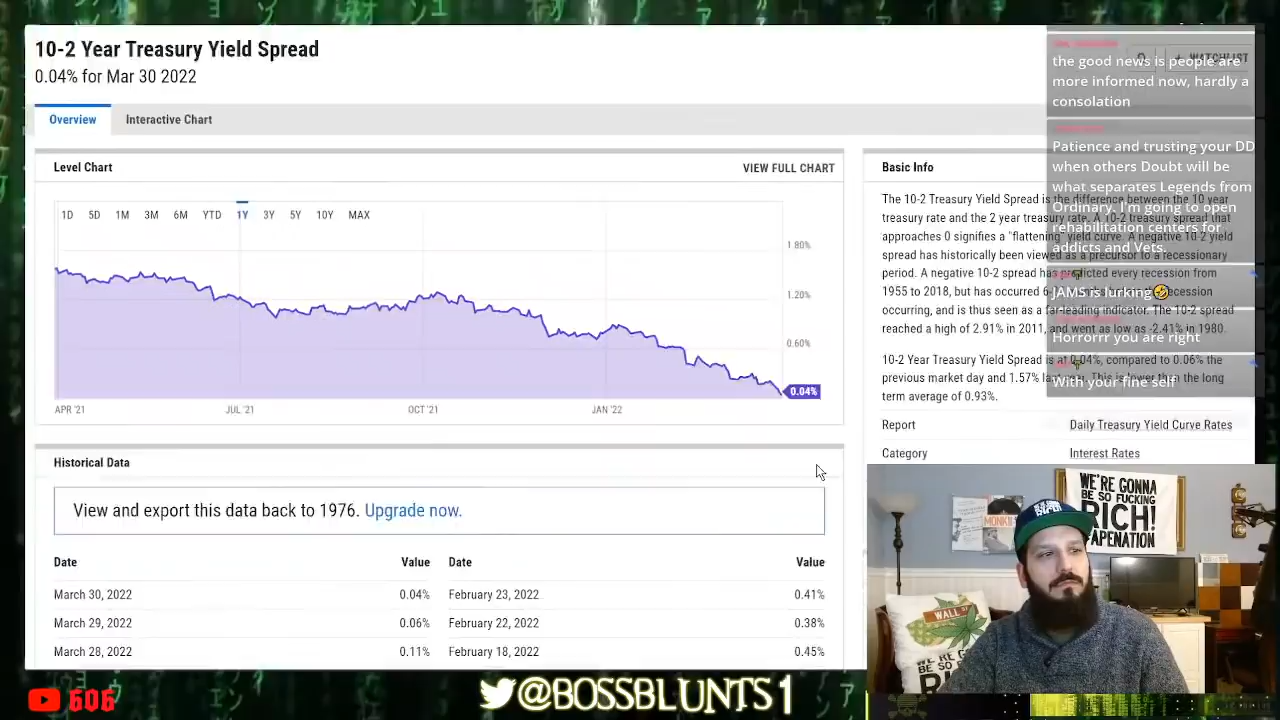 10-2 Year Treasury Yield Spread
0.04% for Mar 30 2022
WATCHLIST
Overview
Interactive Chart
Level Chart
VIEW FULL CHART
1D 5D 1M 3M 6M YTD 1Y 3Y 5Y 10Y MAX
1.80%
1.20%
0.60%
0.04%
APR '21
JUL '21
OCT '21
JAN '22
Historical Data
View and export this data back to 1976. Upgrade now.
Date Value Date Value
March 30, 2022 0.04% February 23, 2022 0.41%
March 29, 2022 0.06% February 22, 2022 0.38%
March 28, 2022 0.11% February 18, 2022 0.45%
Basic Info
The 10-2 Treasury Yield Spread is the difference between the 10 year
treasury rate and the 2 year treasury rate. A 10-2 treasury spread that
approaches 0 signifies a "flattening" yield curve. A negative 10-2 yield
spread has historically been viewed as a precursor to a recessionary
period. A negative 10-2 spread has predicted every recession from
1955 to 2018, but has occurred 6 recession
occurring, and is thus seen as a far-leading indicator. The 10-2 spread
reached a high of 2.91% in 2011, and went as low as -2.41% in 1980.
10-2 Year Treasury Yield Spread is at 0.04%, compared to 0.06% the
previous market day and 1.57% last year. This is lower than the long
term average of 0.93%.
Report Daily Treasury Yield Curve Rates
Category Interest Rates
the good news is people are
more informed now, hardly a
consolation
Patience and trusting your DD
when others Doubt will be
what separates Legends from
Ordinary. I'm going to open
rehabilitation centers for
addicts and Vets.
JAMS is lurking
Horrorrr you are right
With your fine self
WE'RE GONNA
BE SO FUCKING
RICH!
#APENATION
WALL
WE'RE GONNA
BE SO
606
@BOSSBLUNTS1